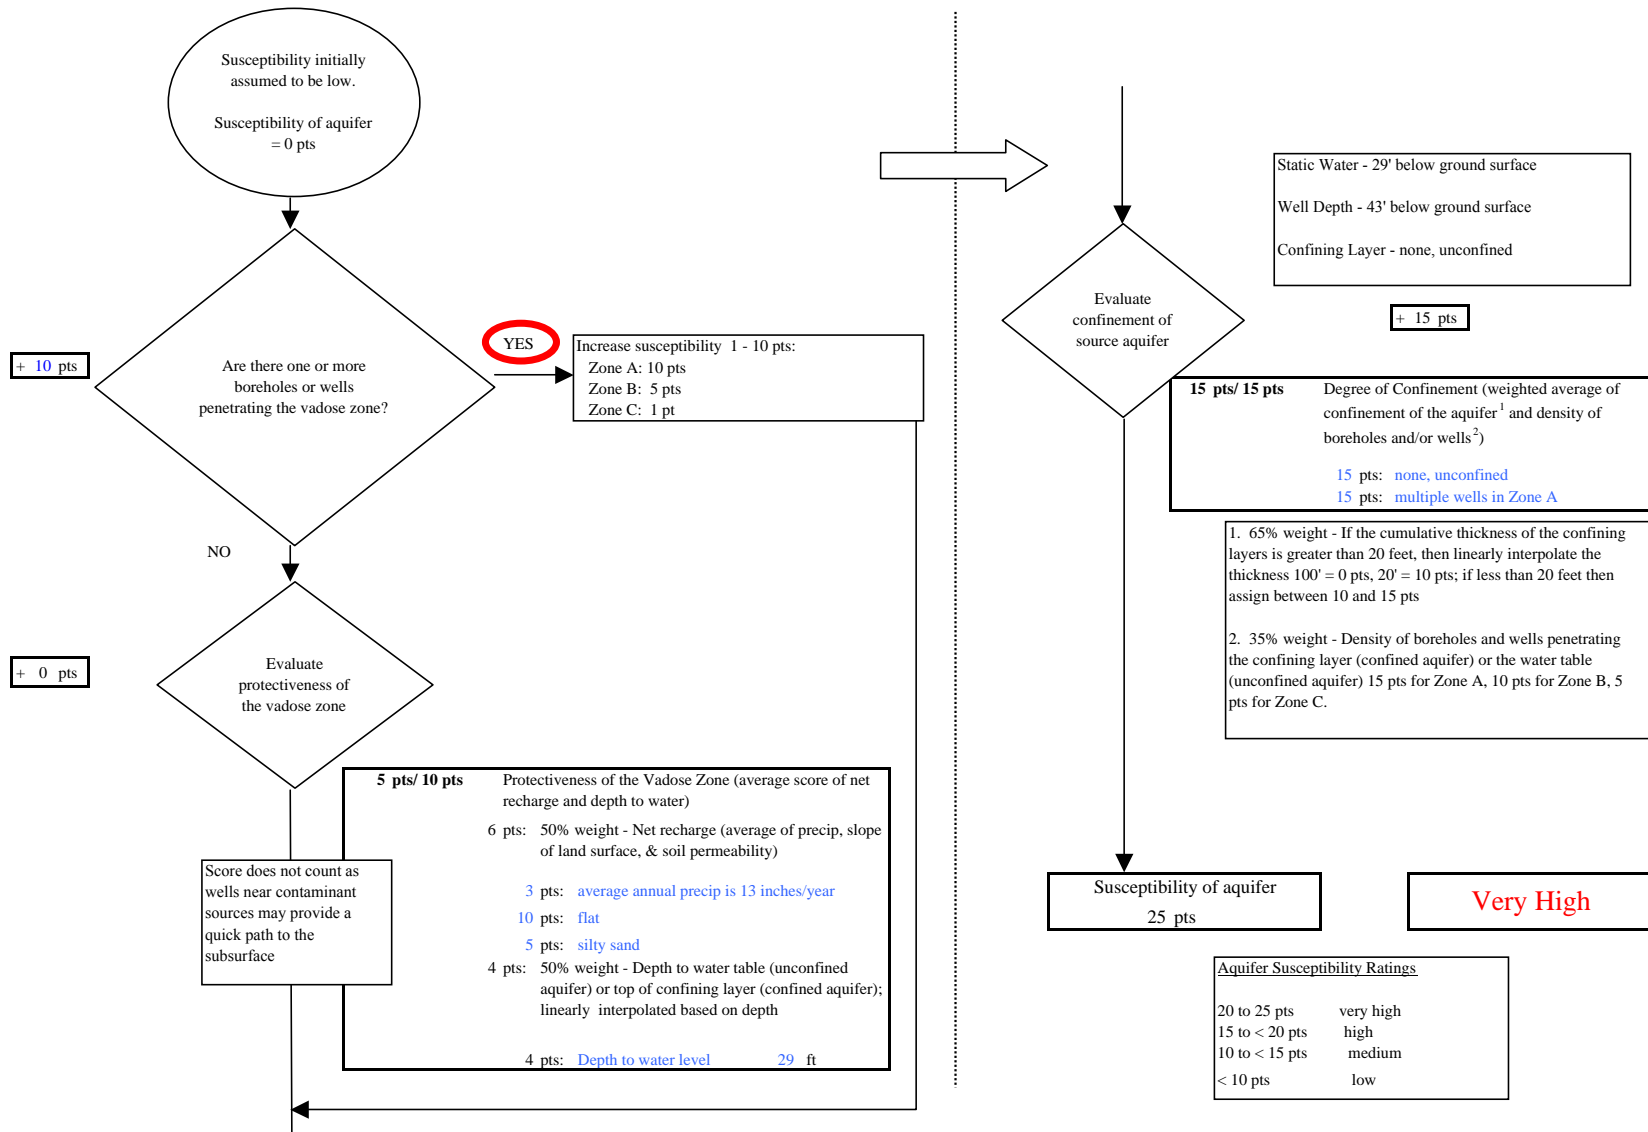 Susceptibility initially
assumed to be low.
Susceptibility of aquifer
= 0 pts
+ 10 pts
Are there one or more
boreholes or wells
penetrating the vadose zone?
YES
Increase susceptibility 1 - 10 pts:
Zone A: 10 pts
Zone B: 5 pts
Zone C: 1 pt
NO
+ 0 pts
Evaluate
protectiveness of
the vadose zone
5 pts/ 10 pts Protectiveness of the Vadose Zone (average score of net
recharge and depth to water)
6 pts: 50% weight - Net recharge (average of precip, slope
of land surface, & soil permeability)
3 pts: average annual precip is 13 inches/year
10 pts: flat
5 pts: silty sand
4 pts: 50% weight - Depth to water table (unconfined
aquifer) or top of confining layer (confined aquifer);
linearly interpolated based on depth
4 pts: Depth to water level 29 ft
Score does not count as
wells near contaminant
sources may provide a
quick path to the
subsurface
Evaluate
confinement of
source aquifer
Static Water - 29' below ground surface
Well Depth - 43' below ground surface
Confining Layer - none, unconfined
+ 15 pts
15 pts/ 15 pts Degree of Confinement (weighted average of
confinement of the aquifer¹ and density of
boreholes and/or wells²)
15 pts: none, unconfined
15 pts: multiple wells in Zone A
1. 65% weight - If the cumulative thickness of the confining
layers is greater than 20 feet, then linearly interpolate the
thickness 100' = 0 pts, 20' = 10 pts; if less than 20 feet then
assign between 10 and 15 pts
2. 35% weight - Density of boreholes and wells penetrating
the confining layer (confined aquifer) or the water table
(unconfined aquifer) 15 pts for Zone A, 10 pts for Zone B, 5
pts for Zone C.
Susceptibility of aquifer
25 pts
Very High
Aquifer Susceptibility Ratings
20 to 25 pts very high
15 to < 20 pts high
10 to < 15 pts medium
< 10 pts low